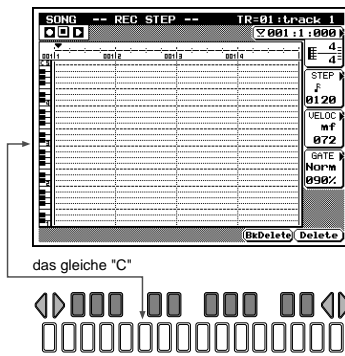 SONG -- REC STEP -- TR=01:track 1
001:1:000
001 1 001 2 001 3 001 4
4
4
STEP
0120
VELOC
mf
072
GATE
Norm
090%
BkDelete Delete
das gleiche "C"